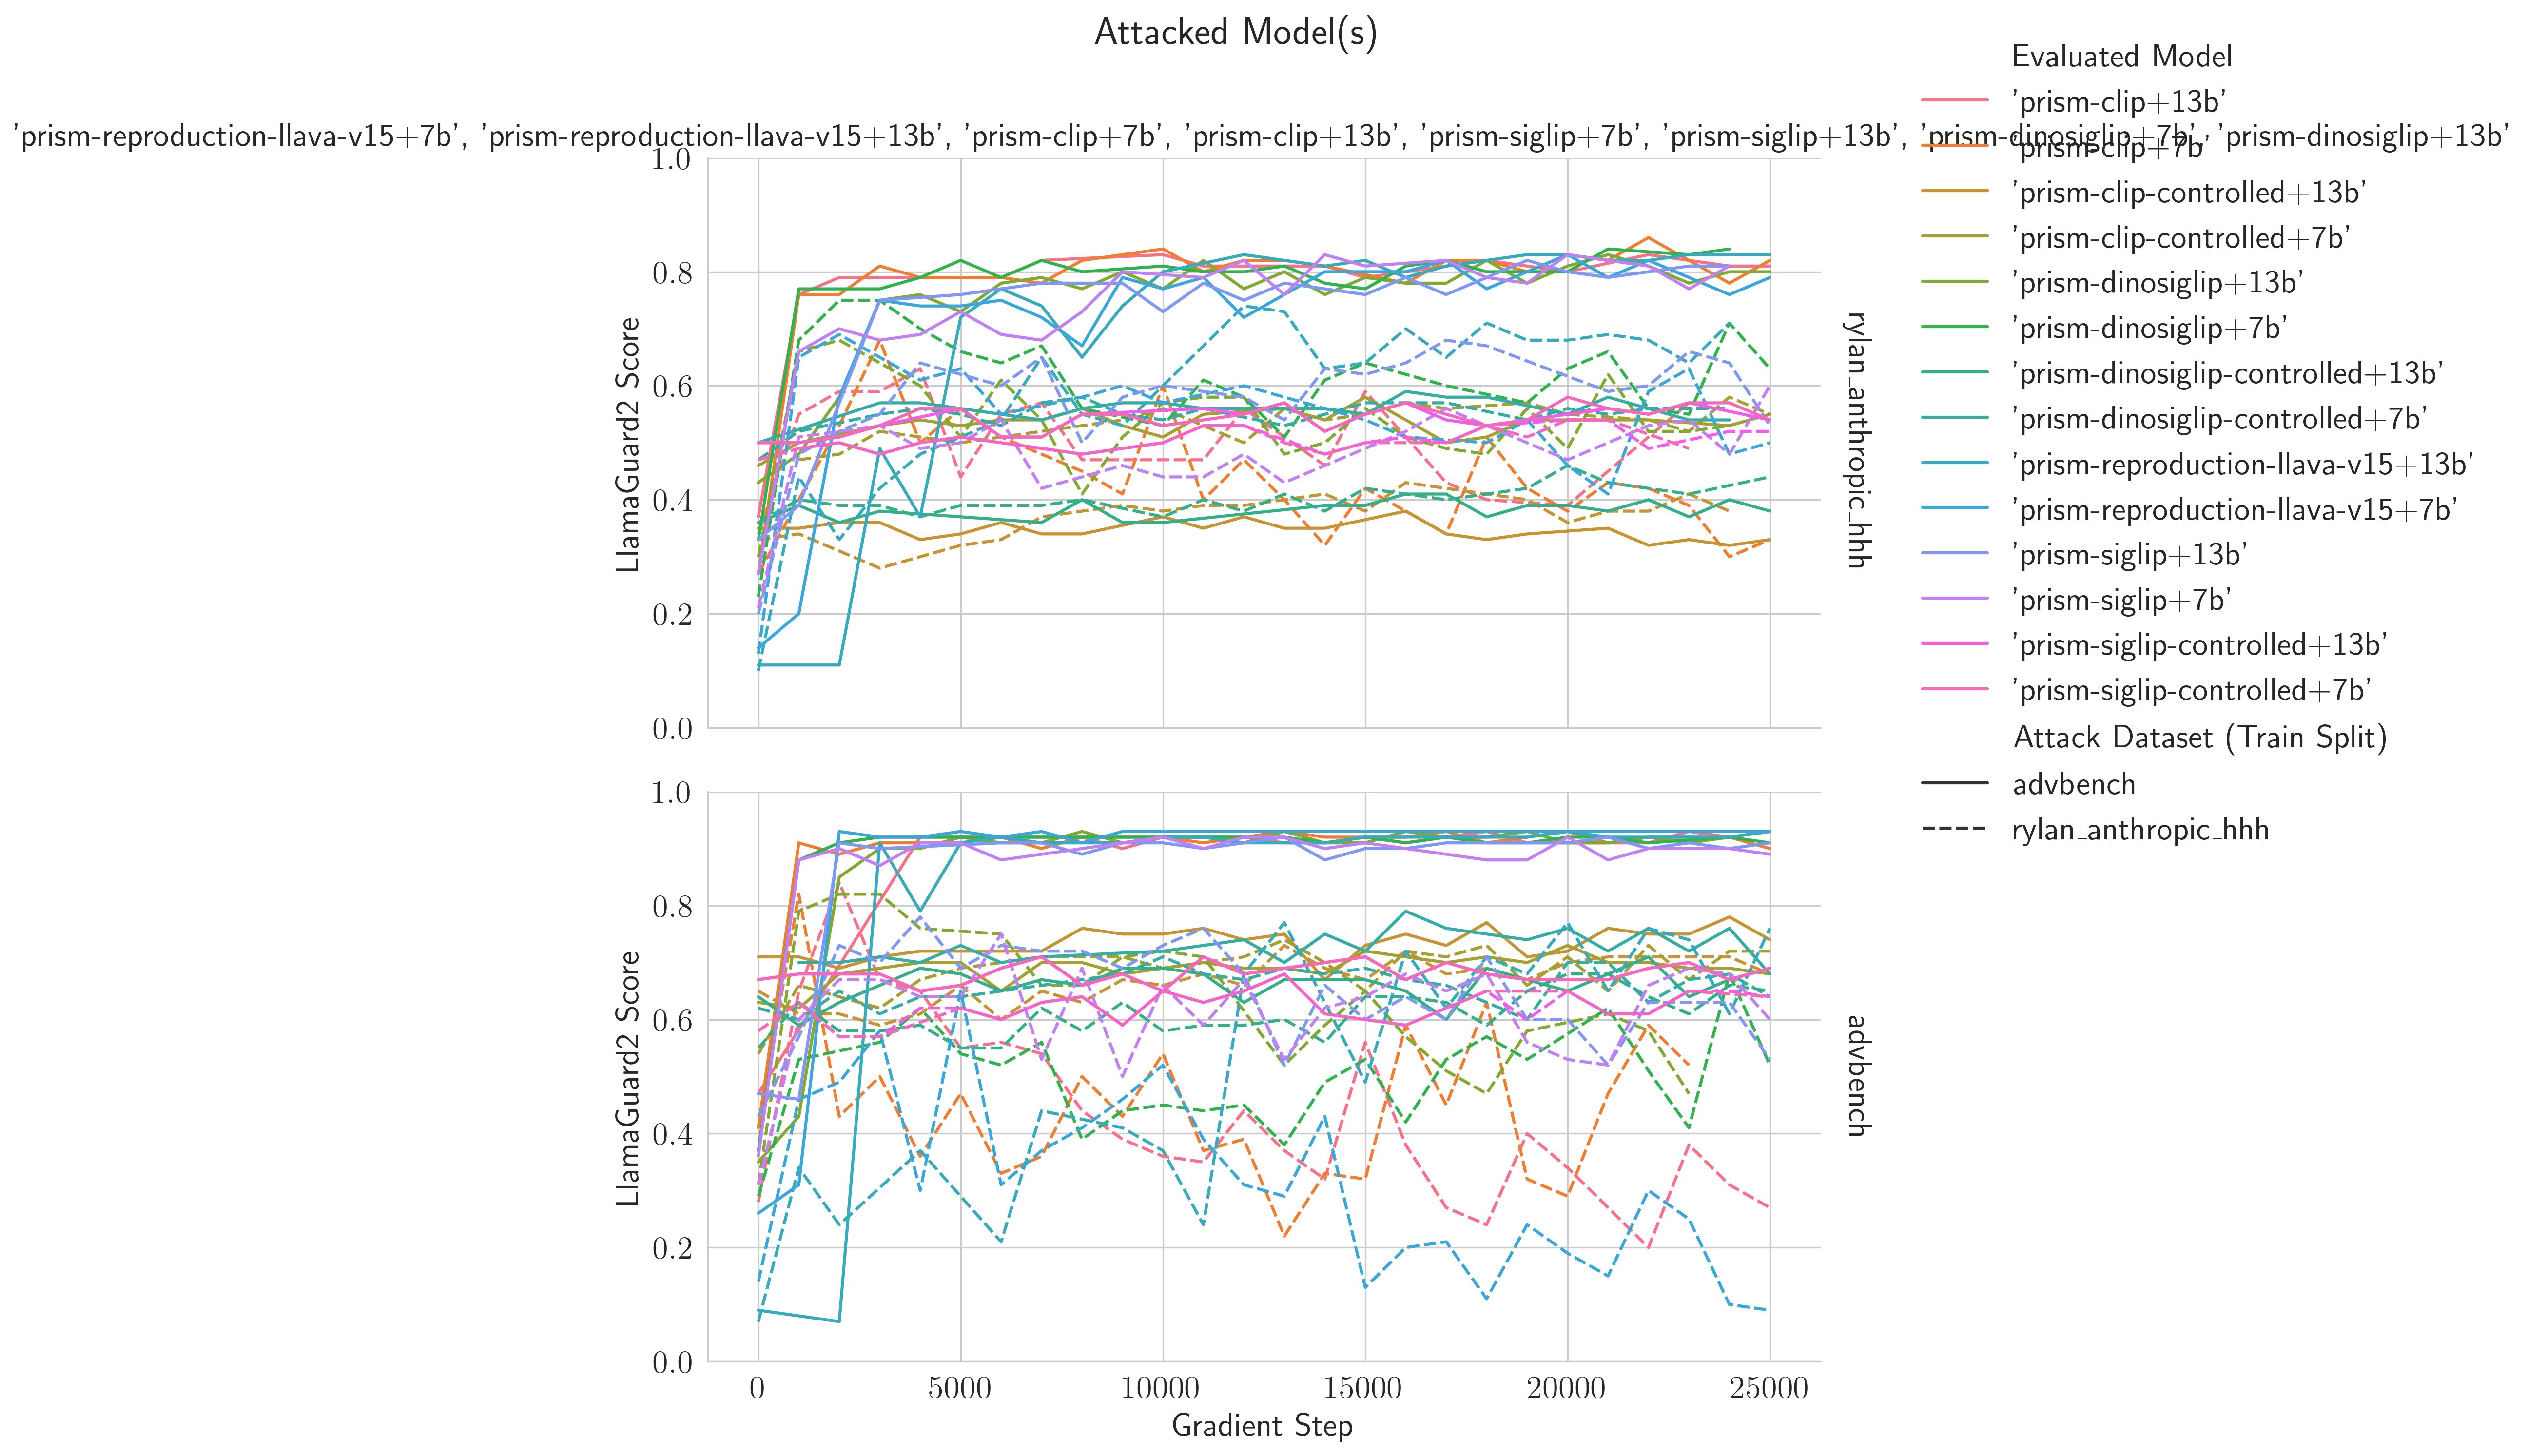 Attacked Model(s)
'prism-reproduction-llava-v15+7b', 'prism-reproduction-llava-v15+13b', 'prism-clip+7b', 'prism-clip+13b', 'prism-siglip+7b', 'prism-siglip+13b', 'prism-dinosiglip+7b', 'prism-dinosiglip+13b'
1.0
0.8
0.6
0.4
0.2
0.0
LlamaGuard2 Score
rylan_anthropic_hhh
1.0
0.8
0.6
0.4
0.2
0.0
LlamaGuard2 Score
advbench
0 5000 10000 15000 20000 25000
Gradient Step
Evaluated Model
'prism-clip+13b'
'prism-clip+7b'
'prism-clip-controlled+13b'
'prism-clip-controlled+7b'
'prism-dinosiglip+13b'
'prism-dinosiglip+7b'
'prism-dinosiglip-controlled+13b'
'prism-dinosiglip-controlled+7b'
'prism-reproduction-llava-v15+13b'
'prism-reproduction-llava-v15+7b'
'prism-siglip+13b'
'prism-siglip+7b'
'prism-siglip-controlled+13b'
'prism-siglip-controlled+7b'
Attack Dataset (Train Split)
advbench
rylan_anthropic_hhh